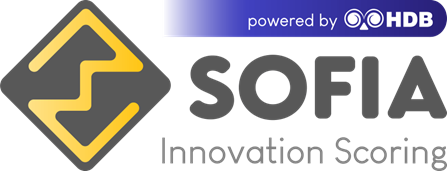 powered by HDB
SOFIA
Innovation Scoring